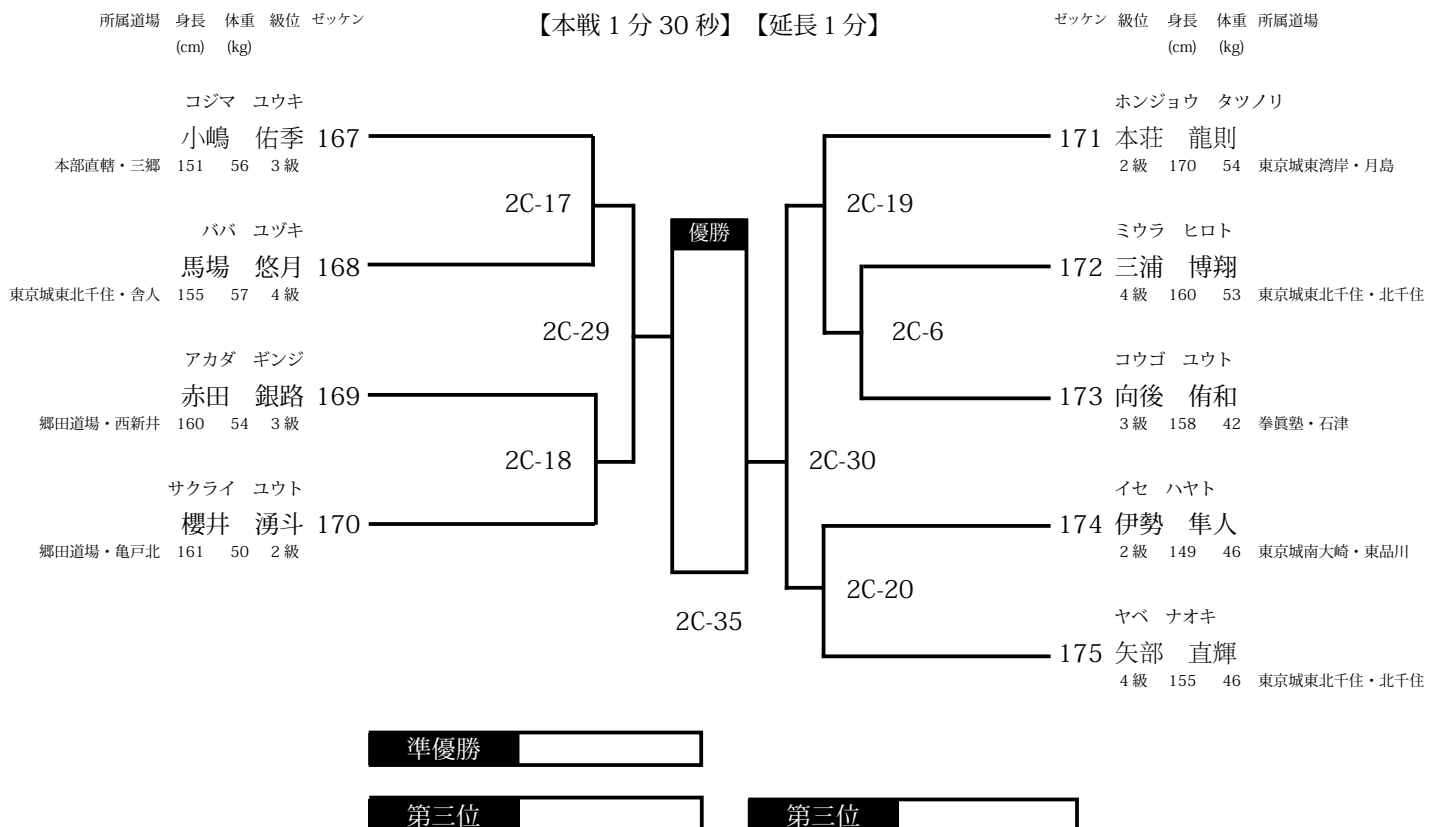 【本戦1分30秒】【延長1分】
所属道場 身長(cm) 体重(kg) 級位 ゼッケン
ゼッケン 級位 身長(cm) 体重(kg) 所属道場
コジマ ユウキ
小嶋 佑季 167
本部直轄・三郷 151 56 3級
2C-17
ババ ユヅキ
馬場 悠月 168
東京城東北千住・舎人 155 57 4級
2C-29
アカダ ギンジ
赤田 銀路 169
郷田道場・西新井 160 54 3級
2C-18
サクライ ユウト
櫻井 湧斗 170
郷田道場・亀戸北 161 50 2級
優勝
2C-35
ホンジョウ タツノリ
171 本荘 龍則
2級 170 54 東京城東湾岸・月島
2C-19
ミウラ ヒロト
172 三浦 博翔
4級 160 53 東京城東北千住・北千住
2C-6
コウゴ ユウト
173 向後 侑和
3級 158 42 拳眞塾・石津
2C-30
イセ ハヤト
174 伊勢 隼人
2級 149 46 東京城南大崎・東品川
2C-20
ヤベ ナオキ
175 矢部 直輝
4級 155 46 東京城東北千住・北千住
準優勝
第三位
第三位